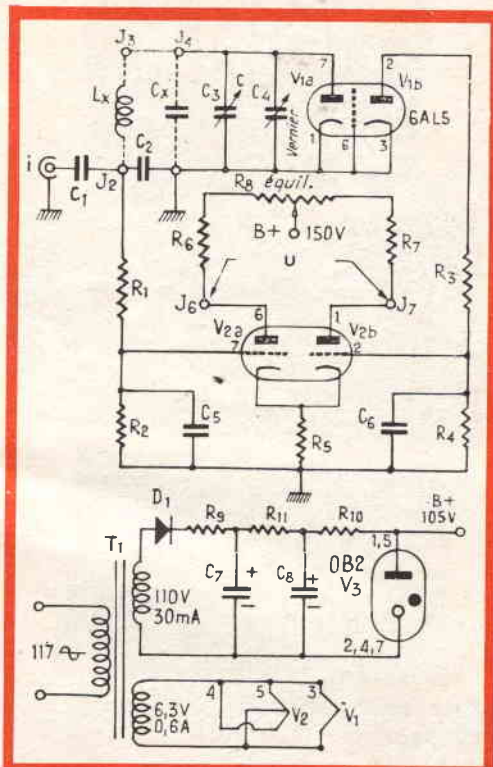 J3 J4
Lx Cx C3 C C4 Vernier 7 V1a 2 V1b
6AL5
1 6 3
i C1 J2 C2
R8 équil.
B+ 150V
R6 R7
U
R1 R3
J6 J7
6 1
V2a V2b
7 2
R2 C5 R5 C6 R4
D1 R9 R11 R10 B+
105V
T1 1,5
C7 + C8 + OB2
V3
110V
30mA
117
2,4,7
6,3V
0,6A
4 5 V2 3 V1